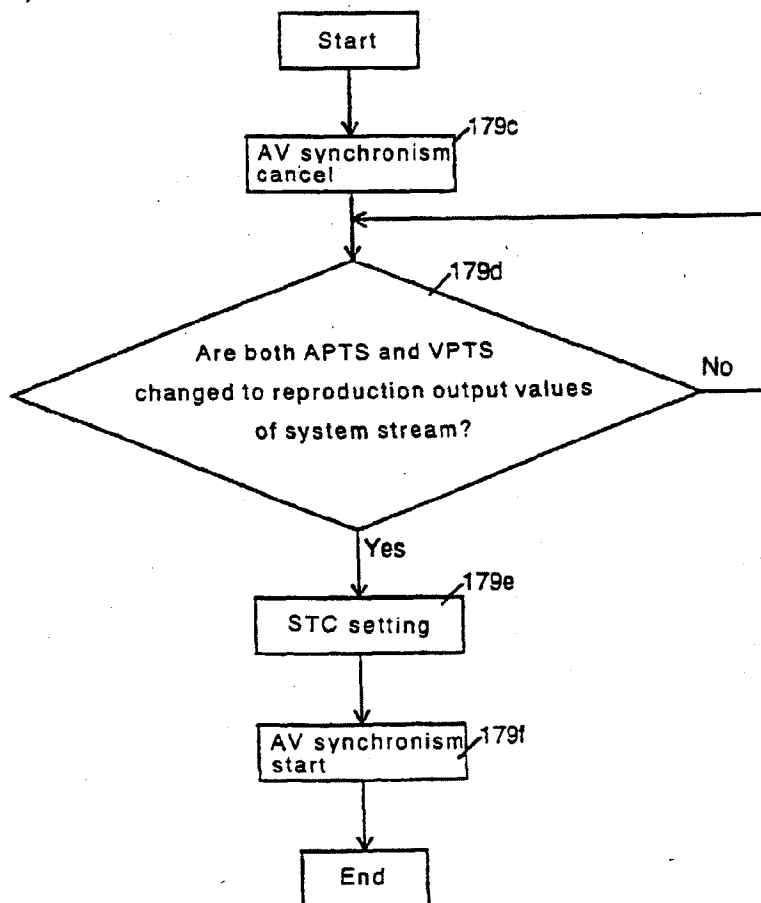 Start
179c
AV synchronism
cancel
179d
Are both APTS and VPTS
changed to reproduction output values
of system stream?
No
Yes
179e
STC setting
179f
AV synchronism
start
End